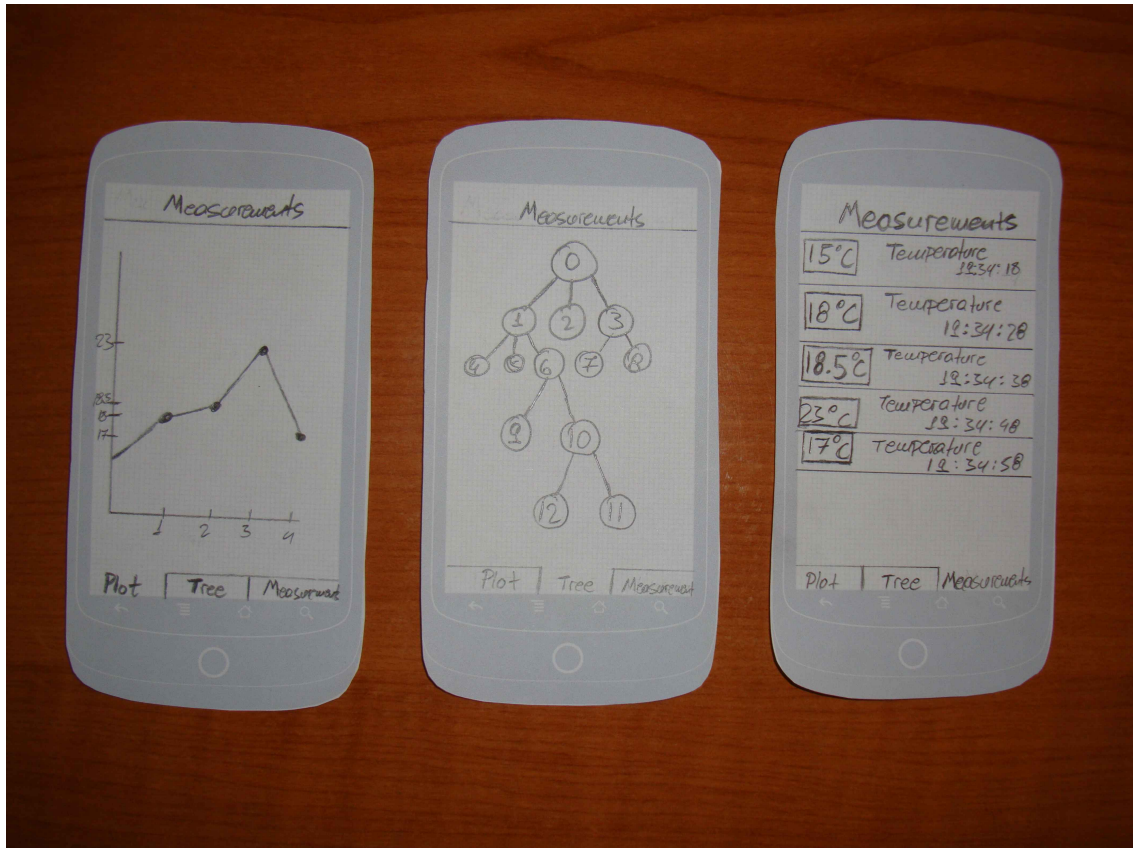 Measurements
23
18.5
18
17
1 2 3 4
Plot Tree Measurement
Measurements
0
1 2 3
4 5 6 7 8
9 10
12 11
Plot Tree Measurement
Measurements
15°C Temperature
12:34:18
18°C Temperature
12:34:28
18.5°C Temperature
12:34:38
23°C Temperature
12:34:48
17°C Temperature
12:34:58
Plot Tree Measurements